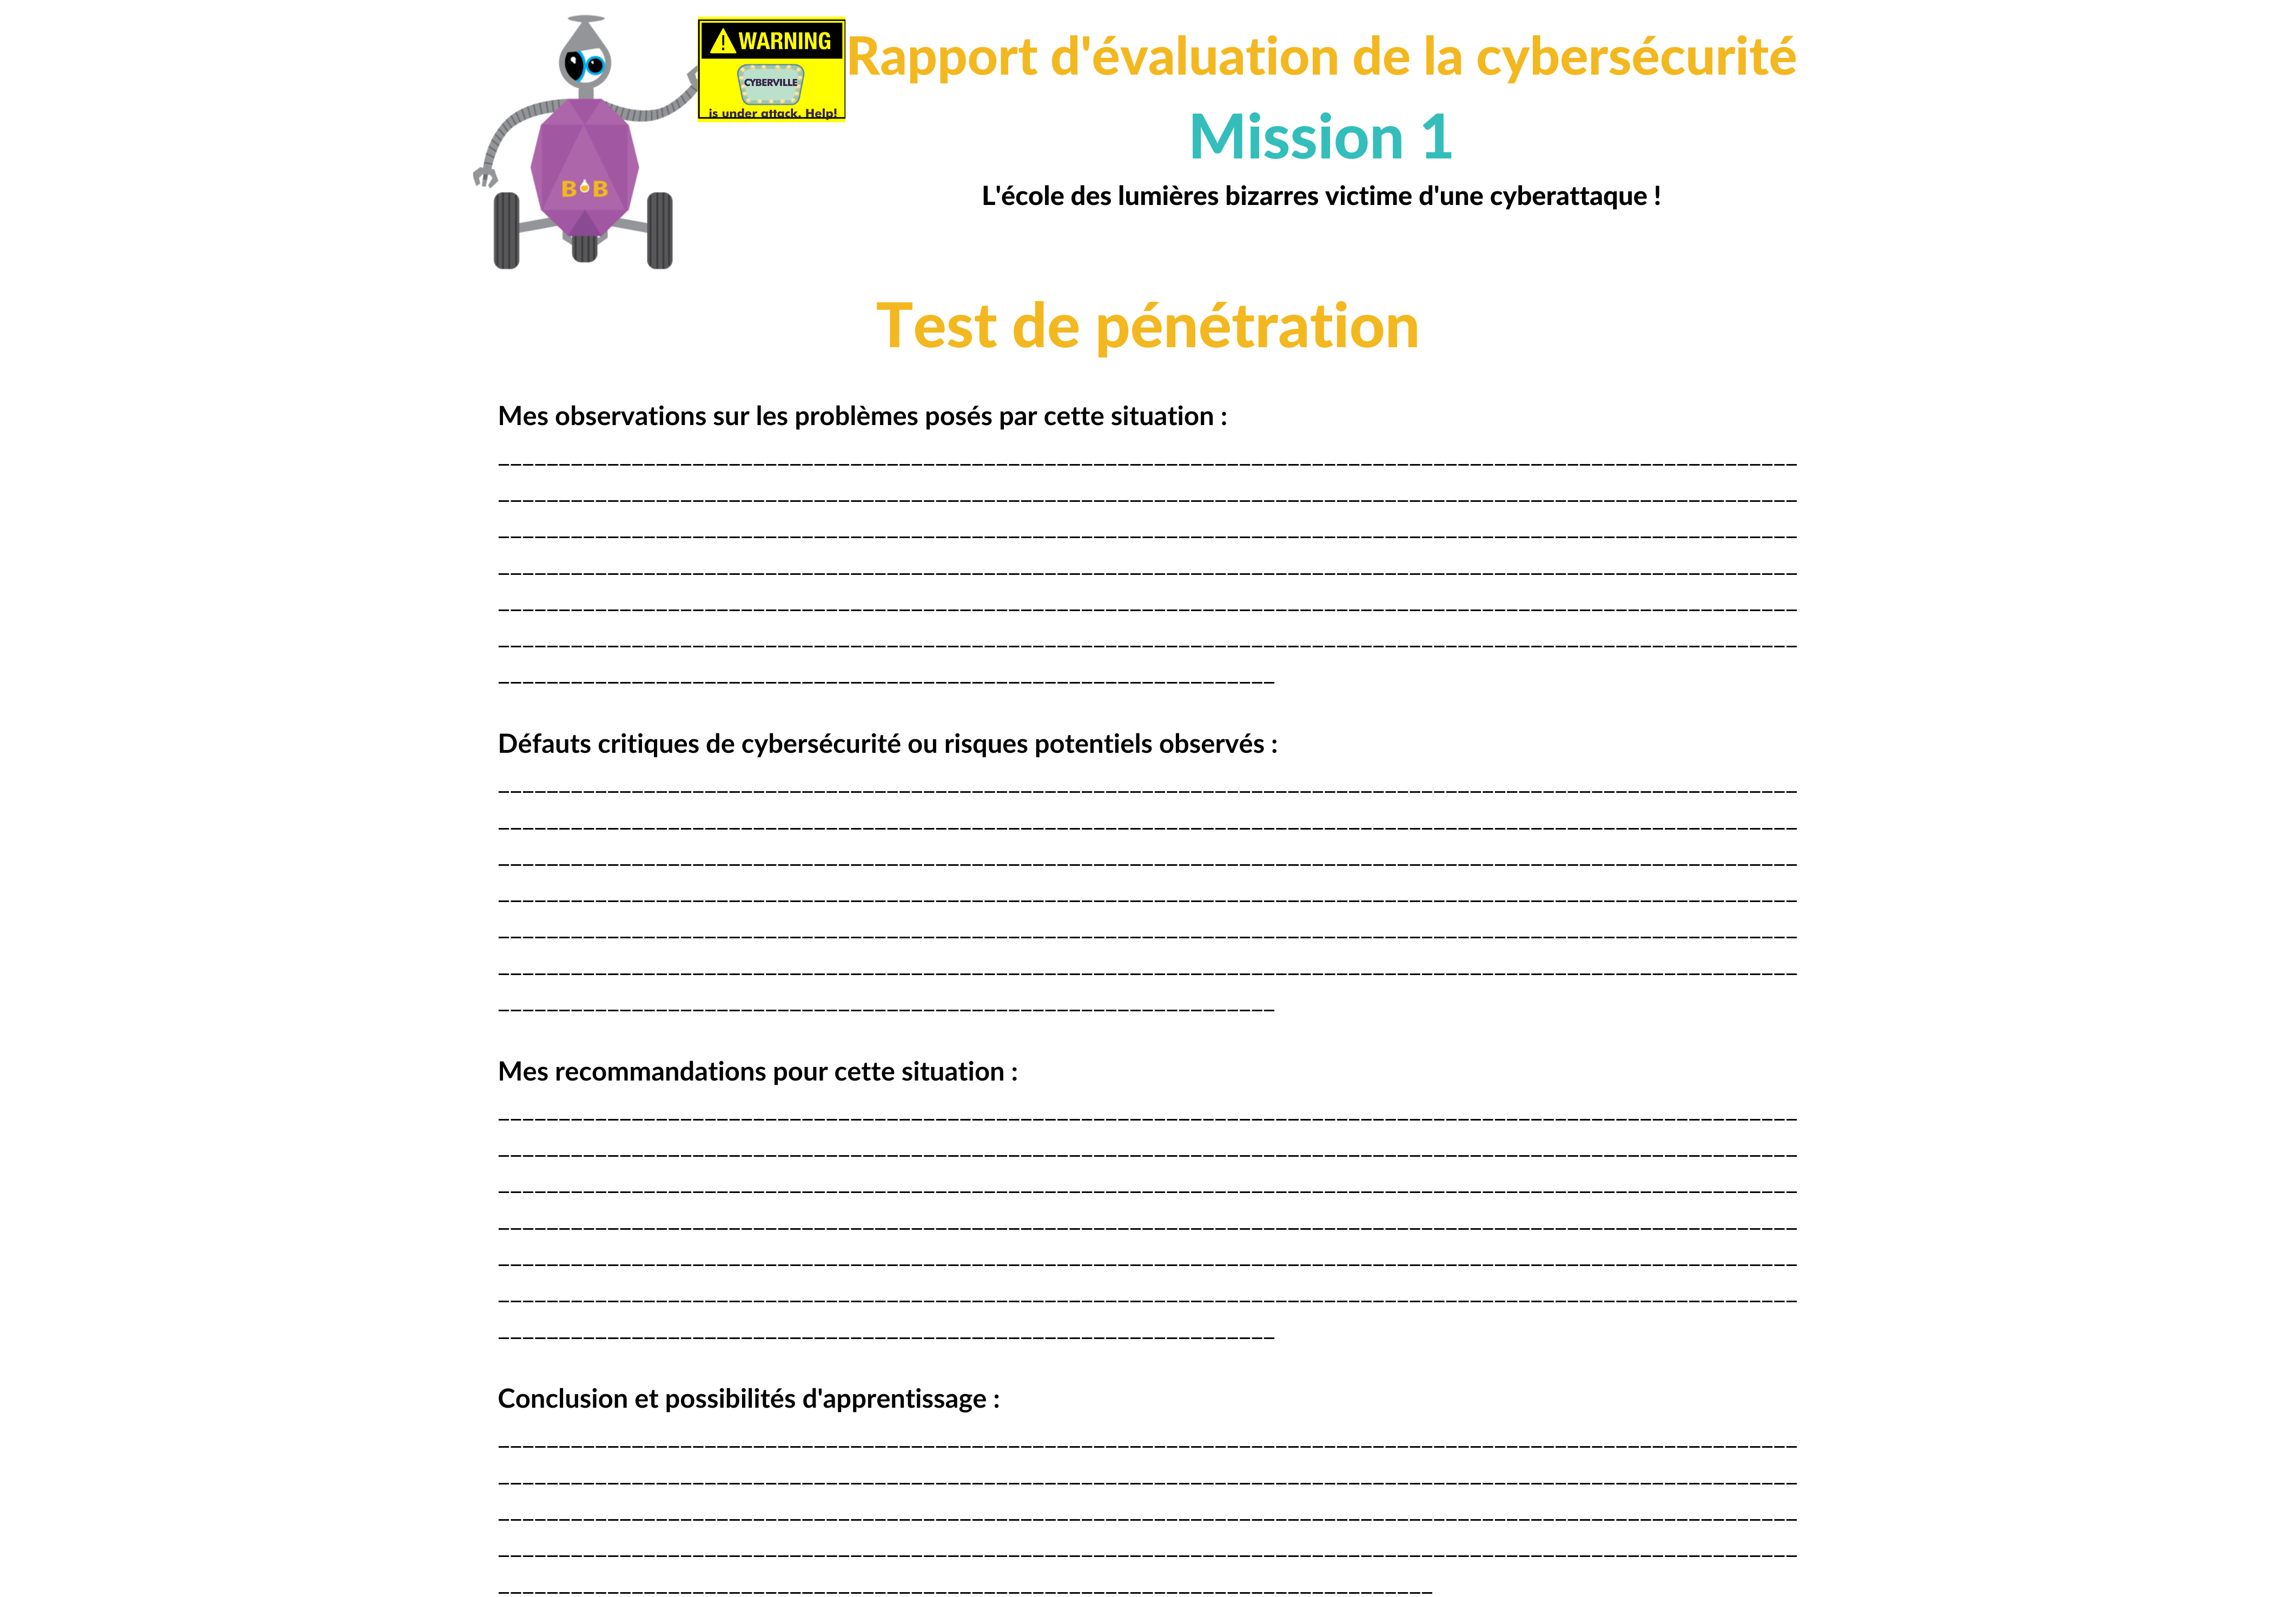 WARNING
CYBERVILLE
is under attack. Help!
B B
Rapport d'évaluation de la cybersécurité
Mission 1
L'école des lumières bizarres victime d'une cyberattaque !
Test de pénétration
Mes observations sur les problèmes posés par cette situation :
Défauts critiques de cybersécurité ou risques potentiels observés :
Mes recommandations pour cette situation :
Conclusion et possibilités d'apprentissage :